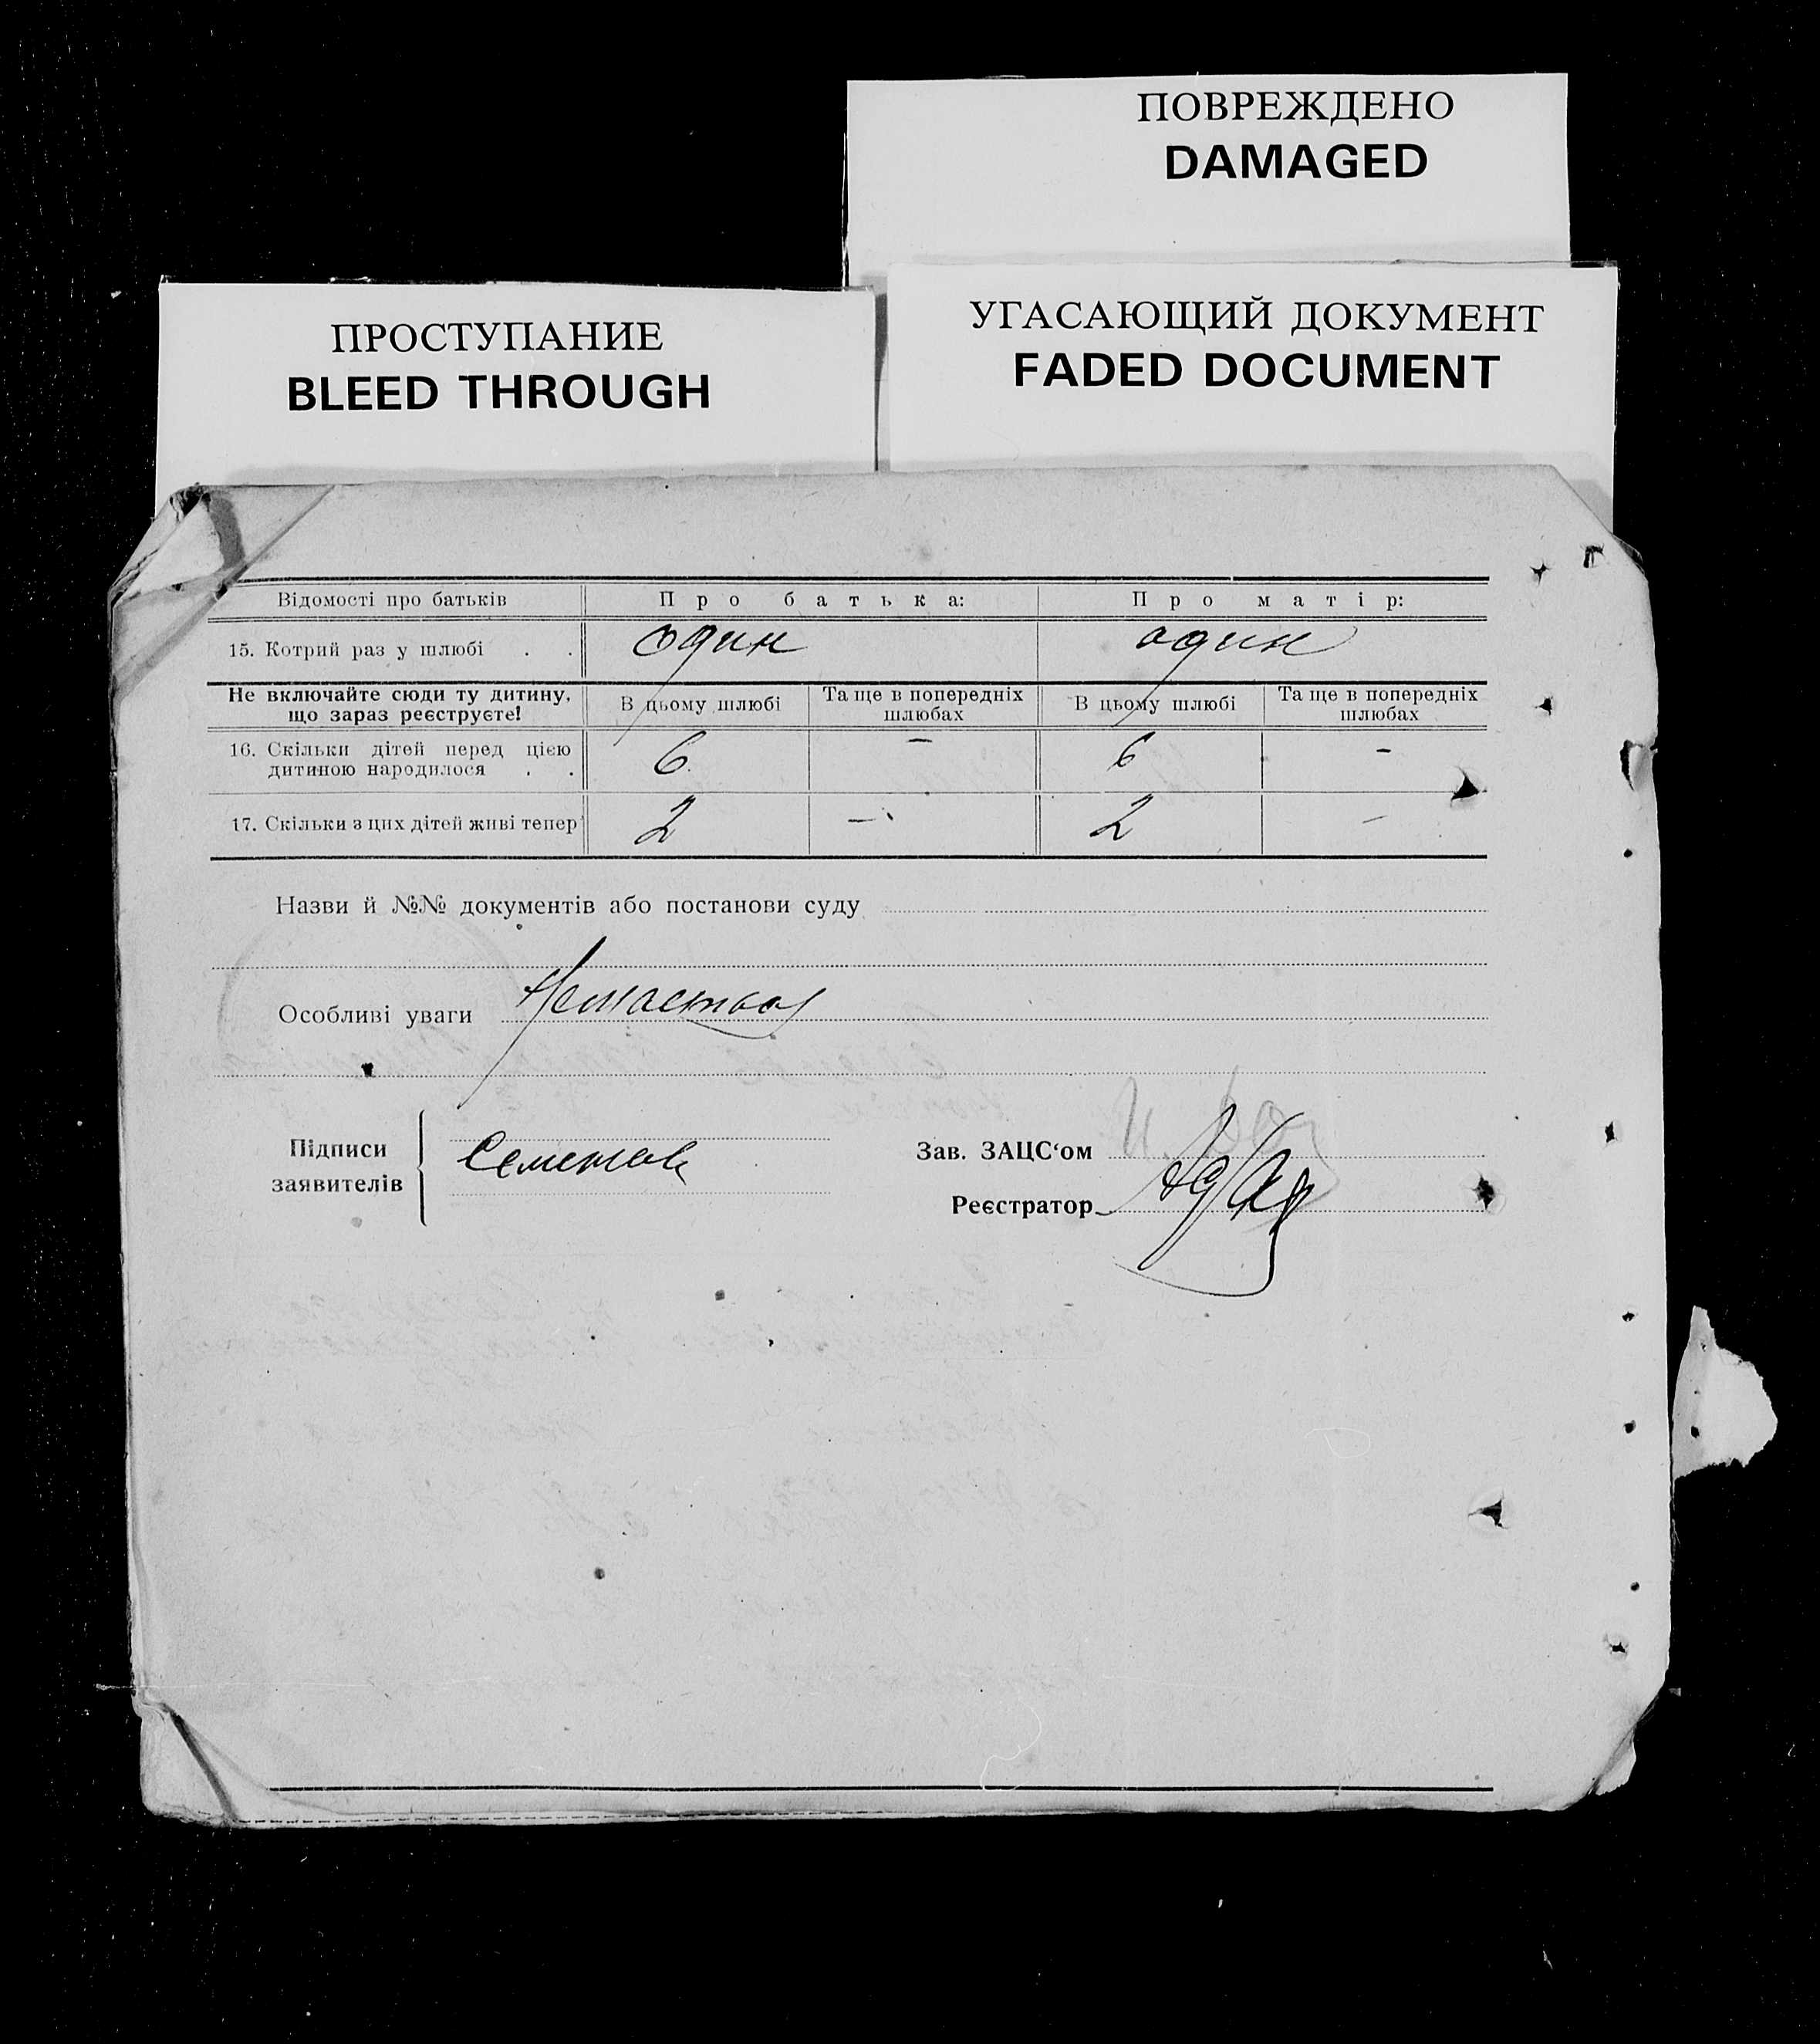 ПОВРЕЖДЕНО
DAMAGED
ПРОСТУПАНИЕ
BLEED THROUGH
УГАСАЮЩИЙ ДОКУМЕНТ
FADED DOCUMENT
Відомості про батьків Про батька: Про матір:
15. Котрий раз у шлюбі . . один один
Не включайте сюди ту дитину, що зараз реєструєте! В цьому шлюбі Та ще в попередніх шлюбах В цьому шлюбі Та ще в попередніх шлюбах
16. Скільки дітей перед цією
дитиною народилося . . 6 — 6 -
17. Скільки з цих дітей живі тепер 2 — 2 -
Назви й №№ документів або постанови суду
Особливі уваги
Підписи
заявителів
Зав. ЗАЦС‘ом
Реєстратор